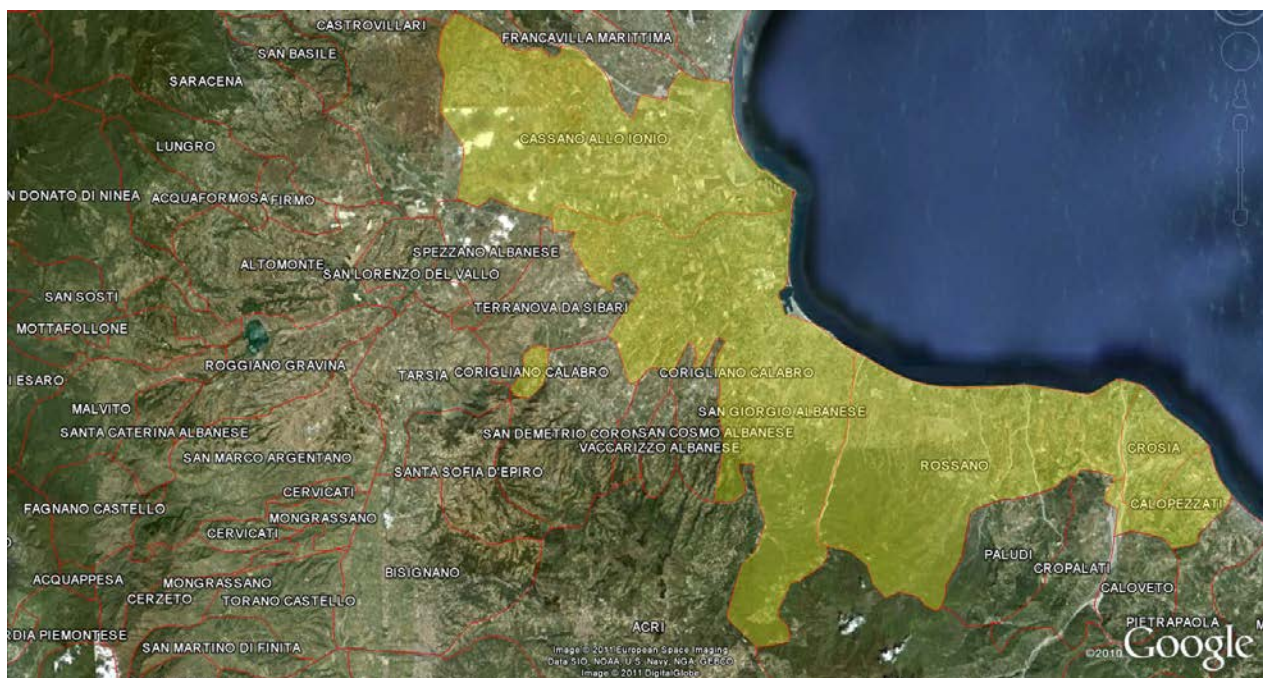 CASTROVILLARI
FRANCAVILLA MARITTIMA
SAN BASILE
SARACENA
CASSANO ALLO IONIO
LUNGRO
N DONATO DI NINEA
ACQUAFORMOSA
FIRMO
SPEZZANO ALBANESE
ALTOMONTE
SAN LORENZO DEL VALLO
SAN SOSTI
TERRANOVA DA SIBARI
MOTTAFOLLONE
ROGGIANO GRAVINA
TARSIA
CORIGLIANO CALABRO
CORIGLIANO CALABRO
I ESARO
MALVITO
SAN GIORGIO ALBANESE
SANTA CATERINA ALBANESE
SAN DEMETRIO CORON
SAN COSMO ALBANESE
VACCARIZZO ALBANESE
CROSIA
SAN MARCO ARGENTANO
SANTA SOFIA D'EPIRO
ROSSANO
CERVICATI
CALOPEZZATI
FAGNANO CASTELLO
MONGRASSANO
CERVICATI
PALUDI
CROPALATI
BISIGNANO
ACQUAPPESA
MONGRASSANO
CALOVETO
CERZETO
TORANO CASTELLO
PIETRAPAOLA
M
ACRI
RDIA PIEMONTESE
SAN MARTINO DI FINITA
Image © 2011 European Space Imaging
Data SIO, NOAA, U.S. Navy, NGA, GEBCO
Image © 2011 DigitalGlobe
©2010 Google